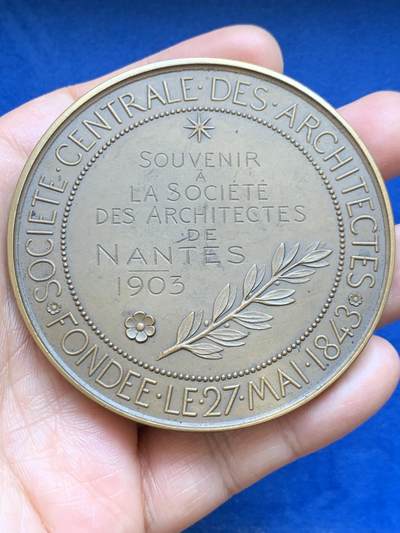 SOCIÉTÉ·CENTRALE·DES·ARCHITECTES
FONDÉE·LE·27·MAI·1843
SOUVENIR
À
LA SOCIÉTÉ
DES ARCHITECTES
DE
NANTES
1903